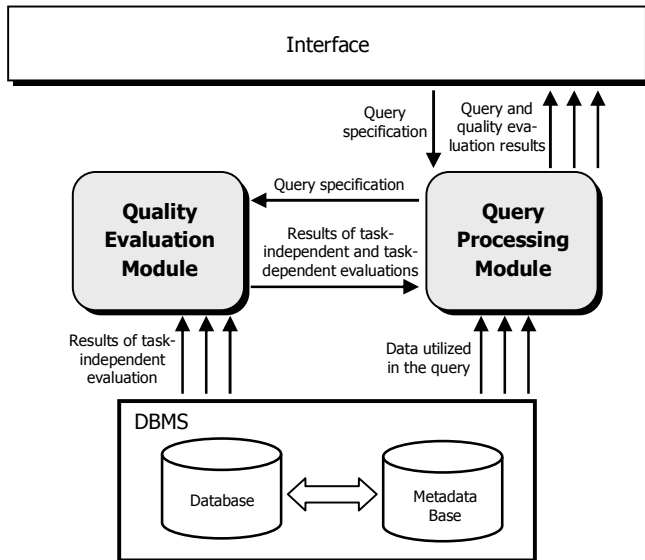 Interface
Query
specification
Query and
quality eva-
luation results
Query specification
Quality
Evaluation
Module
Query
Processing
Module
Results of task-
independent and task-
dependent evaluations
Results of task-
independent
evaluation
Data utilized
in the query
DBMS
Database
Metadata
Base